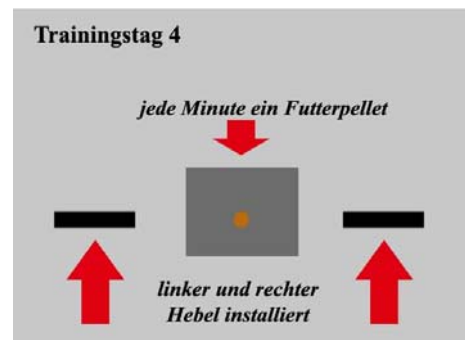 Trainingstag 4
jede Minute ein Futterpellet
linker und rechter
Hebel installiert